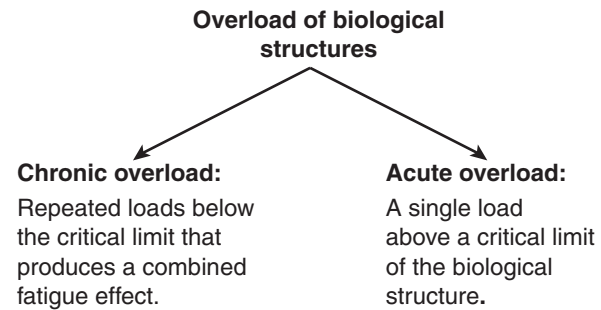 Overload of biological
structures
Chronic overload:
Repeated loads below
the critical limit that
produces a combined
fatigue effect.
Acute overload:
A single load
above a critical limit
of the biological
structure.